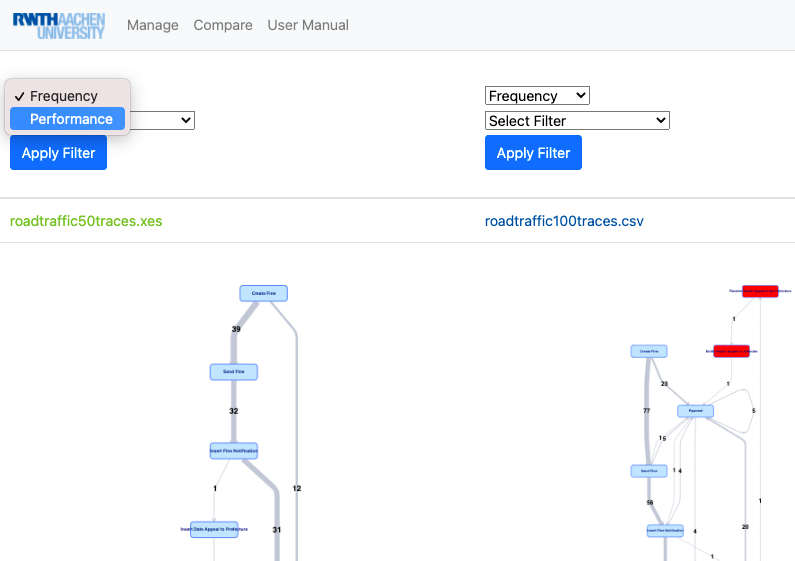 RWTH AACHEN
UNIVERSITY
Manage
Compare
User Manual
✓ Frequency
Performance
Apply Filter
Frequency
Select Filter
Apply Filter
roadtraffic50traces.xes
roadtraffic100traces.csv
Create Fine
39
Send Fine
32
Insert Fine Notification
1
12
31
Insert Date Appeal to Prefecture
1
Create Fine
23
1
77
Payment
5
1
5
Send Fine
1
4
56
1
Insert Fine Notification
4
20
1